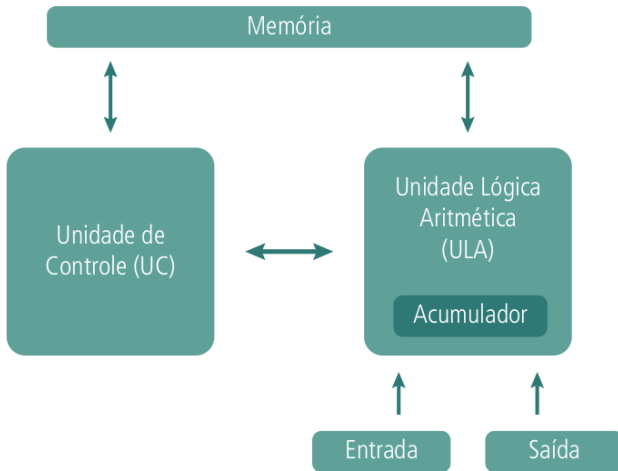 Memória
Unidade de
Controle (UC)
Unidade Lógica
Aritmética
(ULA)
Acumulador
Entrada
Saída